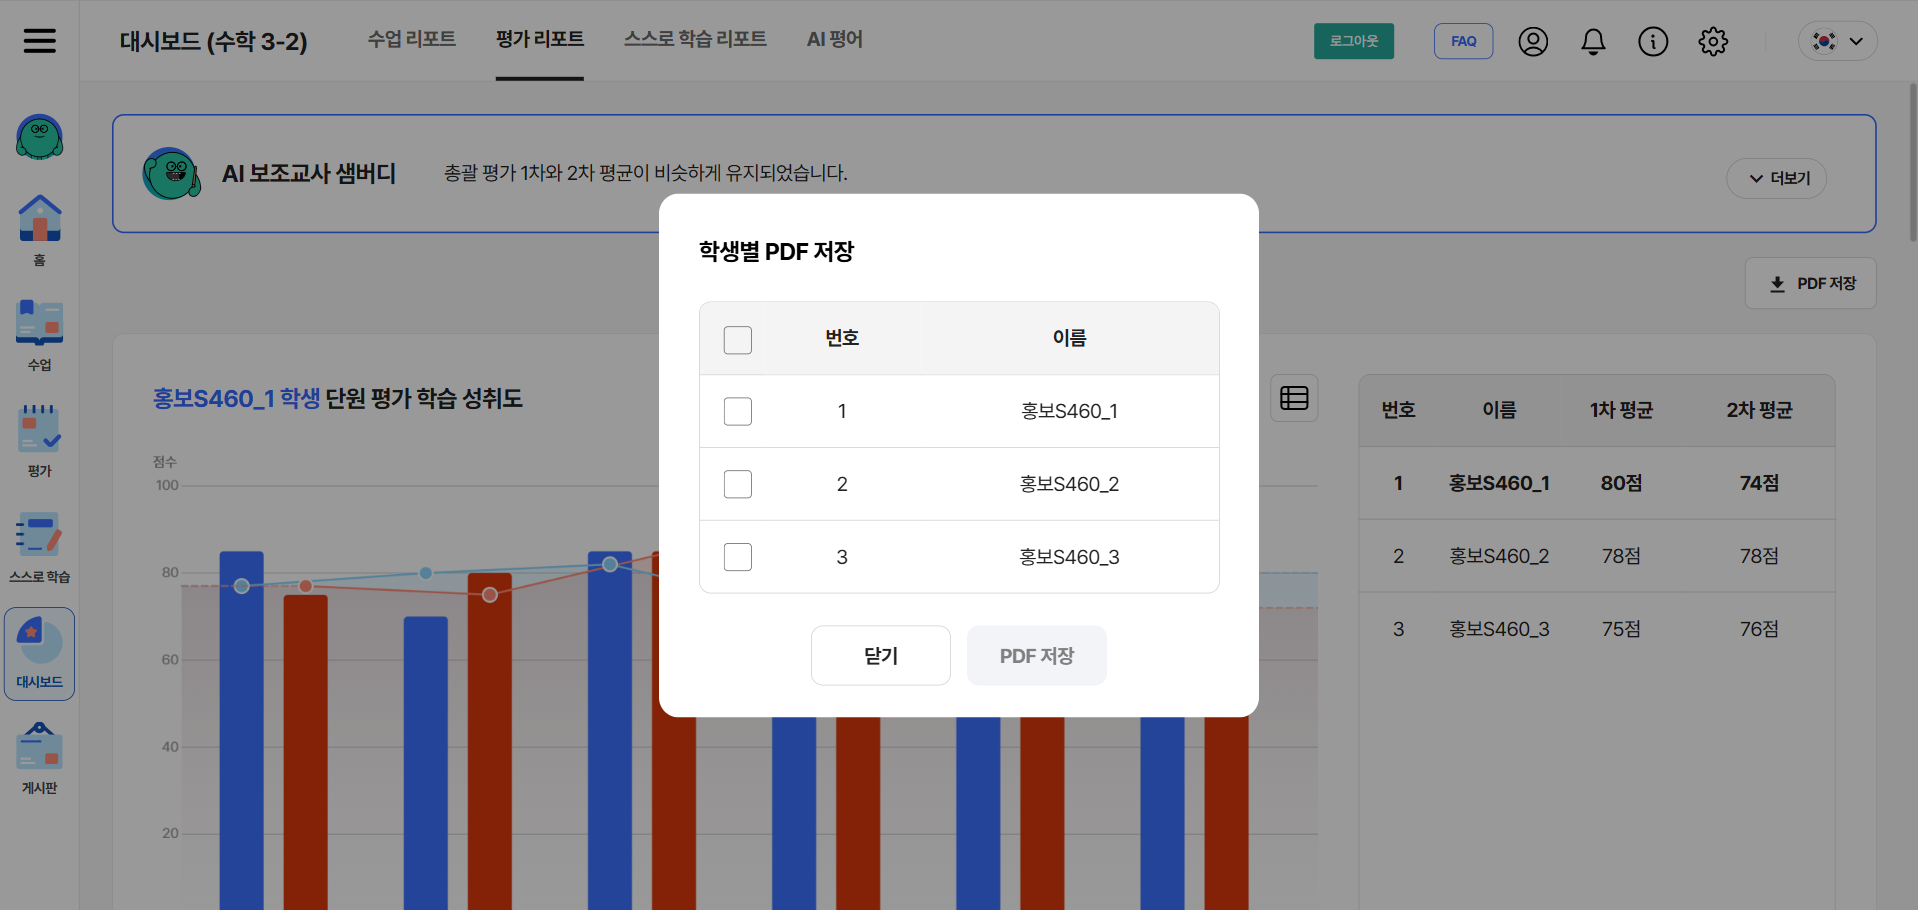 대시보드 (수학 3-2)
수업 리포트
평가 리포트
스스로 학습 리포트
AI 평어
로그아웃
FAQ
홈
수업
평가
스스로 학습
대시보드
게시판
AI 보조교사 샘버디
총괄 평가 1차와 2차 평균이 비슷하게 유지되었습니다.
더보기
PDF 저장
홍보S460_1 학생 단원 평가 학습 성취도
점수
100
80
60
40
20
번호 이름 1차 평균 2차 평균
1 홍보S460_1 80점 74점
2 홍보S460_2 78점 78점
3 홍보S460_3 75점 76점
학생별 PDF 저장
번호 이름
1 홍보S460_1
2 홍보S460_2
3 홍보S460_3
닫기
PDF 저장